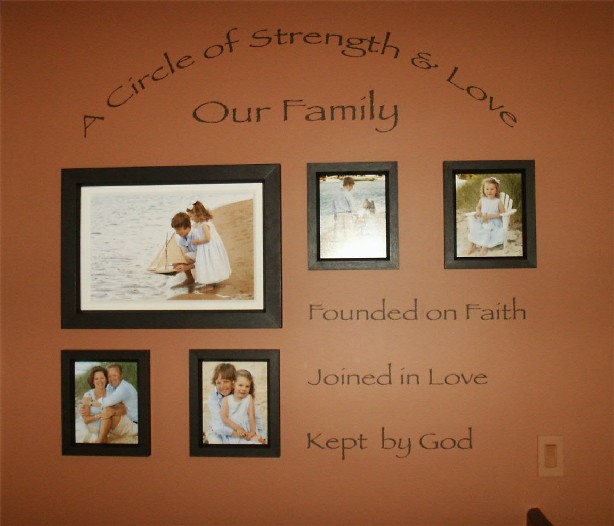 A Circle of Strength & Love
Our Family
Founded on Faith
Joined in Love
Kept by God